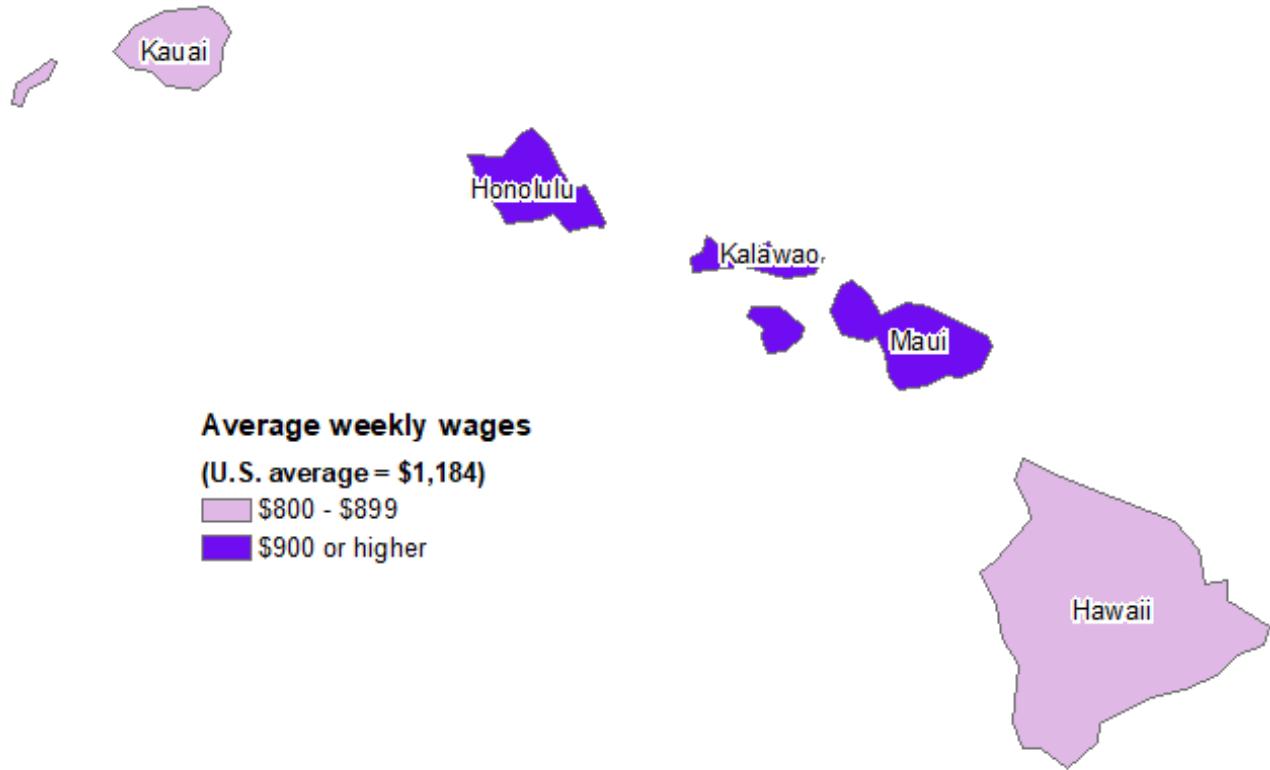 Kauai
Honolulu
Kalawao
Maui
Average weekly wages
(U.S. average = $1,184)
$800 - $899
$900 or higher
Hawaii